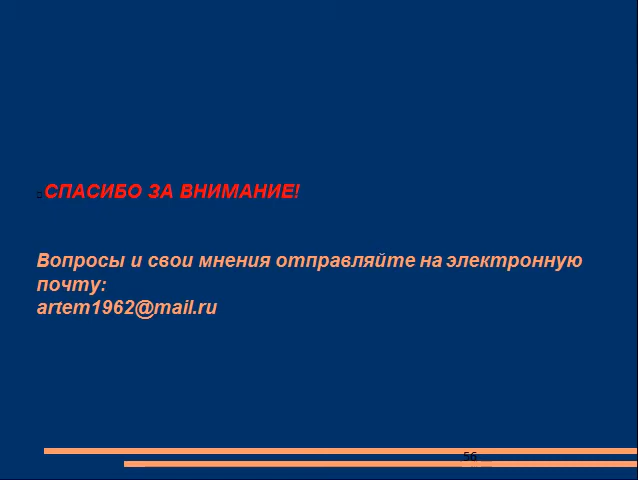 СПАСИБО ЗА ВНИМАНИЕ!
Вопросы и свои мнения отправляйте на электронную
почту:
artem1962@mail.ru
56